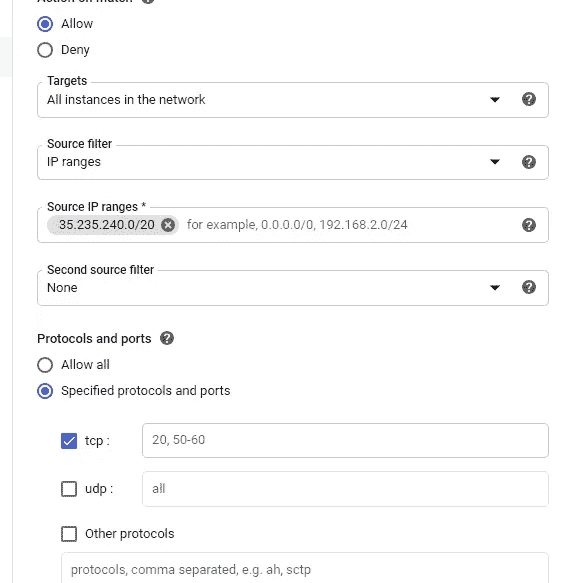 Action on match
Allow
Deny
Targets
All instances in the network
Source filter
IP ranges
Source IP ranges *
35.235.240.0/20 for example, 0.0.0.0/0, 192.168.2.0/24
Second source filter
None
Protocols and ports
Allow all
Specified protocols and ports
tcp : 20, 50-60
udp : all
Other protocols
protocols, comma separated, e.g. ah, sctp